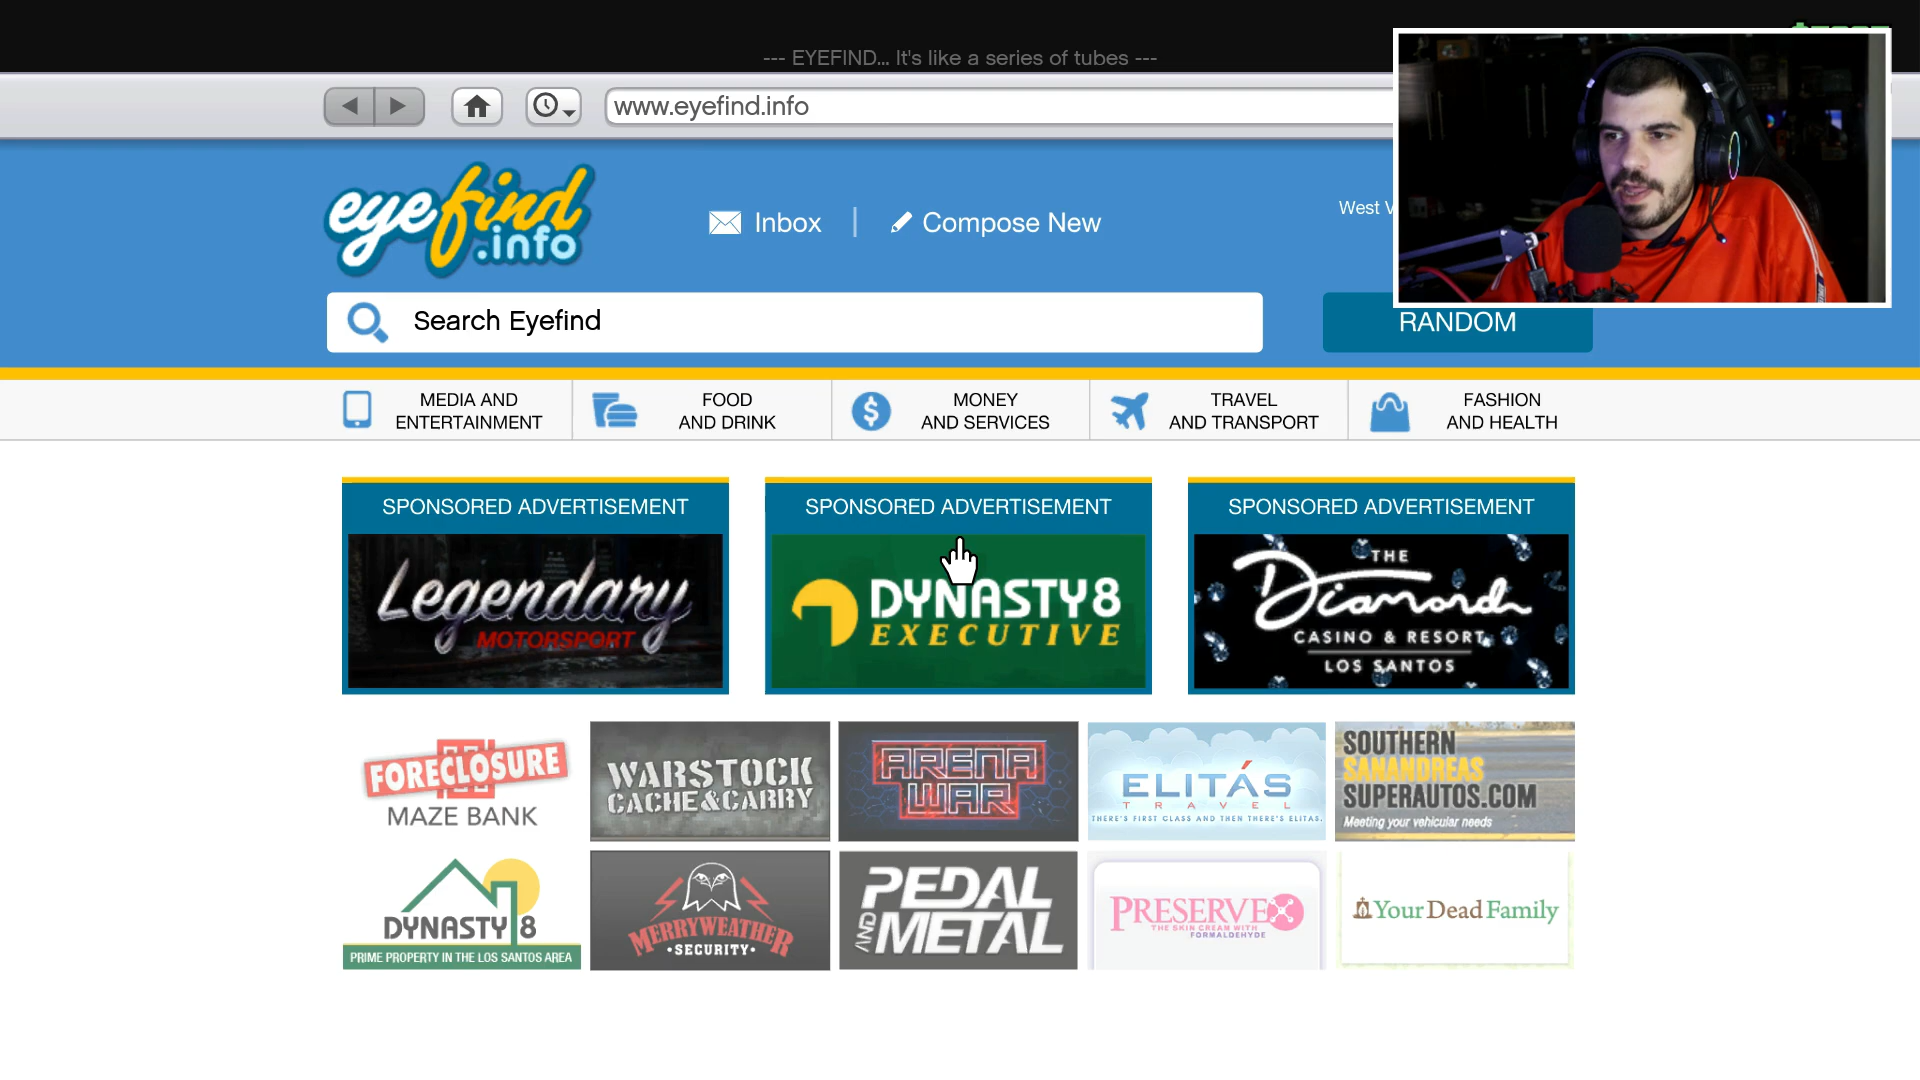 --- EYEFIND... It's like a series of tubes ---
www.eyefind.info
eyefind
.info
Inbox
Compose New
West V
Search Eyefind
RANDOM
MEDIA AND
ENTERTAINMENT
FOOD
AND DRINK
MONEY
AND SERVICES
TRAVEL
AND TRANSPORT
FASHION
AND HEALTH
SPONSORED ADVERTISEMENT
Legendary
MOTORSPORT
SPONSORED ADVERTISEMENT
DYNASTY8
EXECUTIVE
SPONSORED ADVERTISEMENT
THE
Diamond
CASINO & RESORT
LOS SANTOS
FORECLOSURE
MAZE BANK
WARSTOCK
CACHE&CARRY
ARENA
WAR
ELITÁS
TRAVEL
THERE'S FIRST CLASS AND THEN THERE'S ELITAS.
SOUTHERN
SANANDREAS
SUPERAUTOS.COM
Meeting your vehicular needs
DYNASTY 8
PRIME PROPERTY IN THE LOS SANTOS AREA
MERRYWEATHER
·SECURITY·
PEDAL
AND METAL
PRESERVEX
THE SKIN CREAM WITH
FORMALDEHYDE
YourDeadFamily